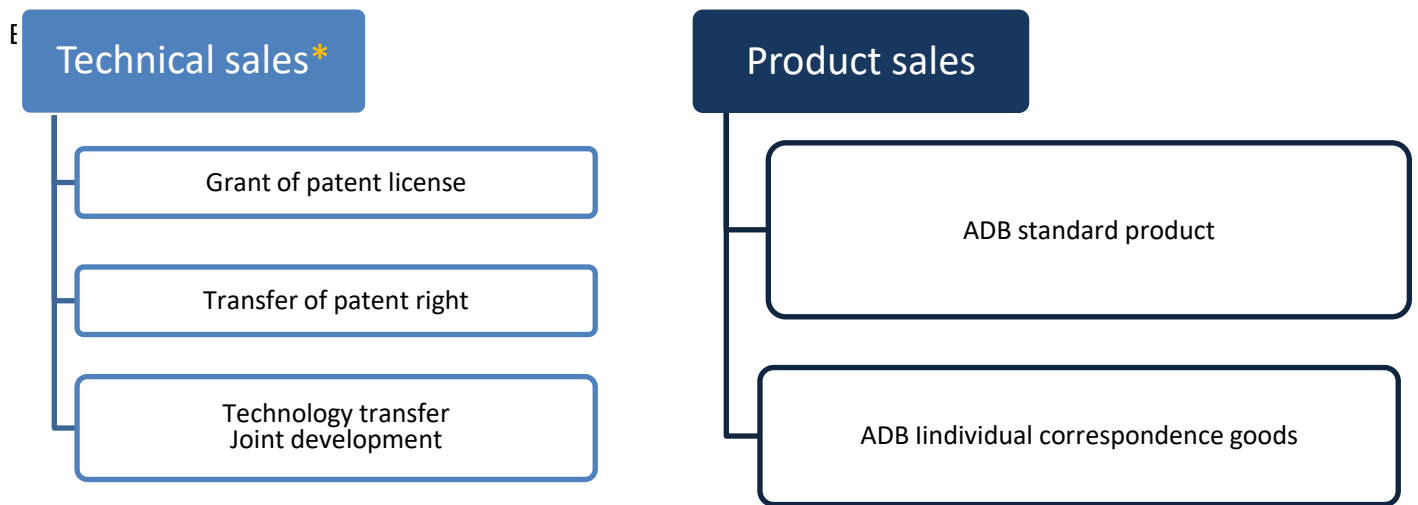 Technical sales*
Grant of patent license
Transfer of patent right
Technology transfer
Joint development
Product sales
ADB standard product
ADB Iindividual correspondence goods